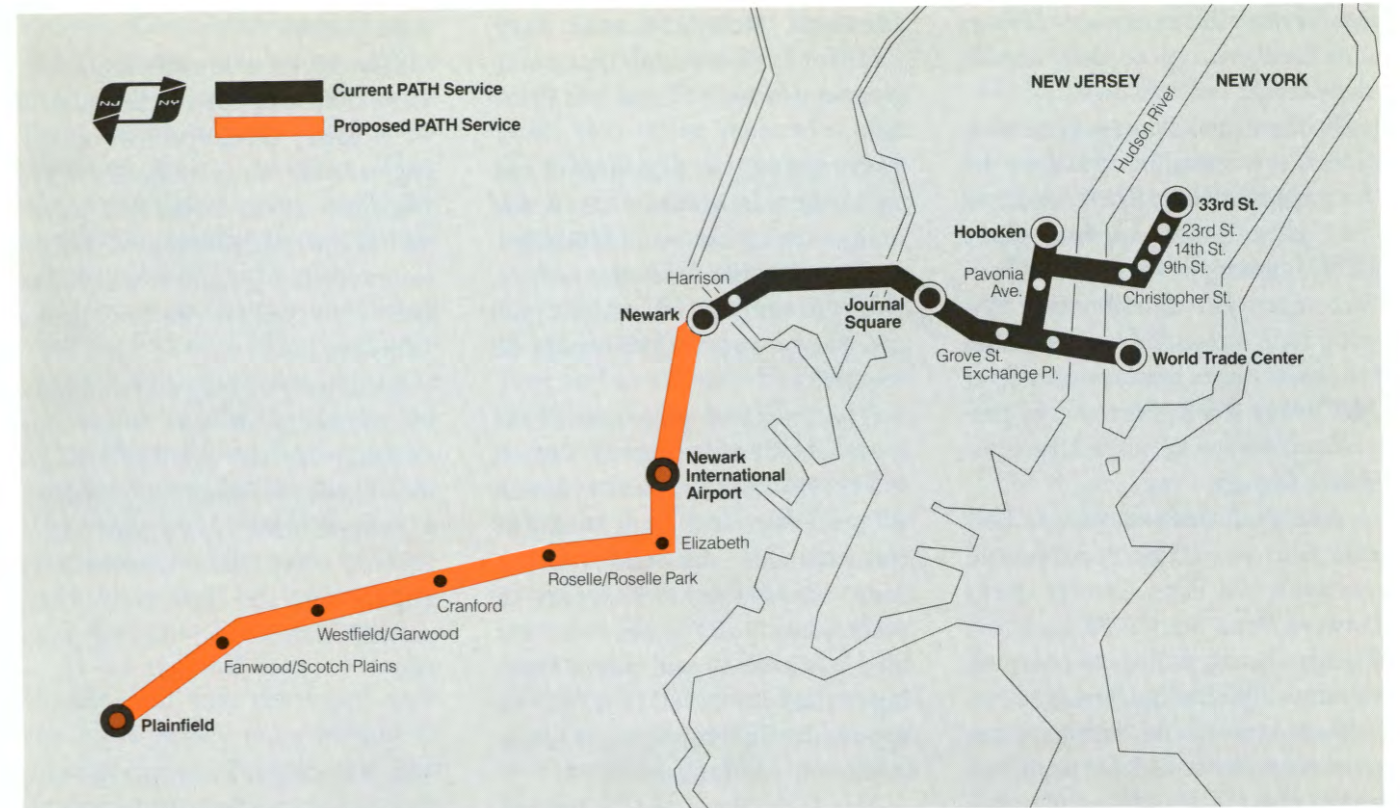 NJ
NY
Current PATH Service
Proposed PATH Service
NEW JERSEY
NEW YORK
Hudson River
33rd St.
23rd St.
14th St.
9th St.
Christopher St.
Hoboken
Pavonia
Ave.
Harrison
Newark
Journal
Square
Grove St.
Exchange Pl.
World Trade Center
Newark
International
Airport
Elizabeth
Roselle/Roselle Park
Cranford
Westfield/Garwood
Fanwood/Scotch Plains
Plainfield